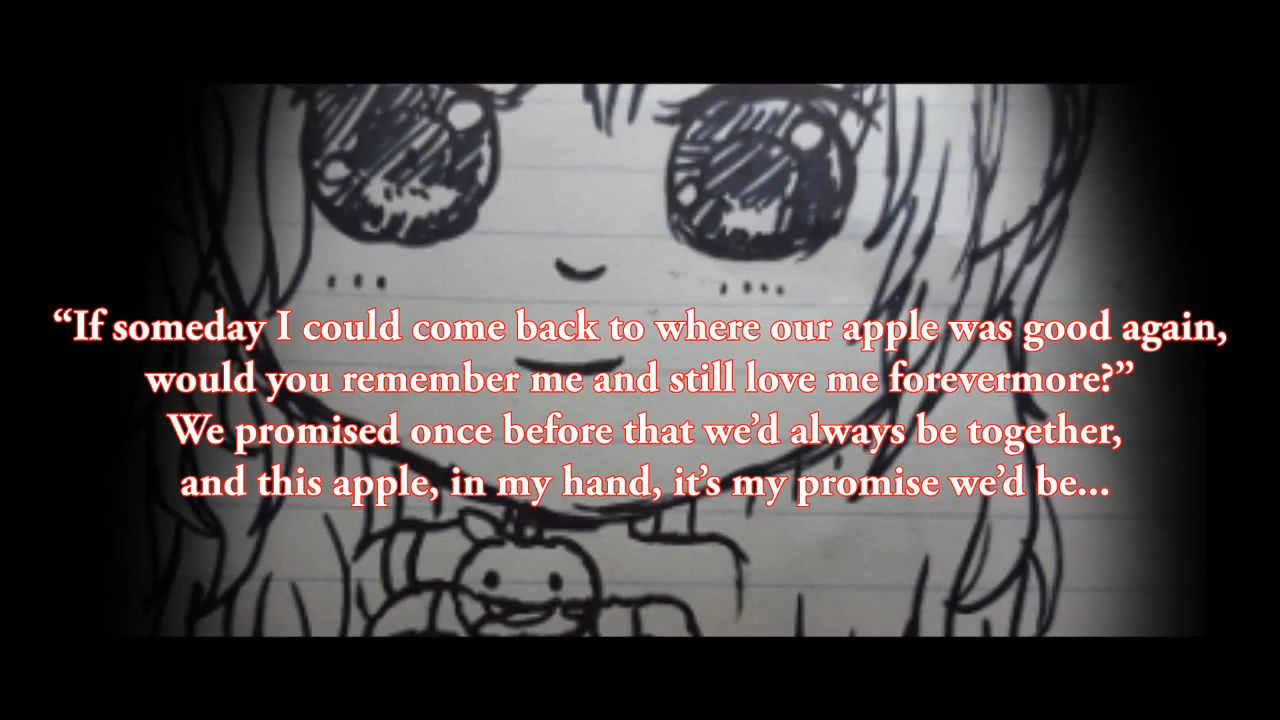 “If someday I could come back to where our apple was good again,
would you remember me and still love me forevermore?”
We promised once before that we’d always be together,
and this apple, in my hand, it’s my promise we’d be...